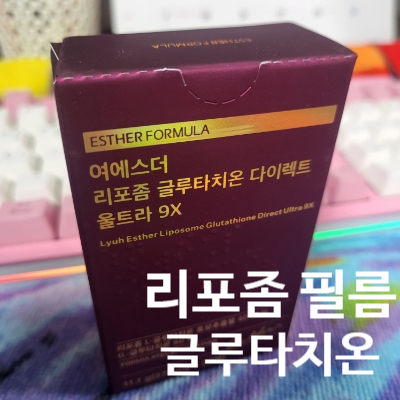 ESTHER FORMULA
ESTHER FORMULA
여에스더
리포좀 글루타치온 다이렉트
울트라 9X
Lyuh Esther Liposome Glutathione Direct Ultra 9X
리포좀 필름
글루타치온